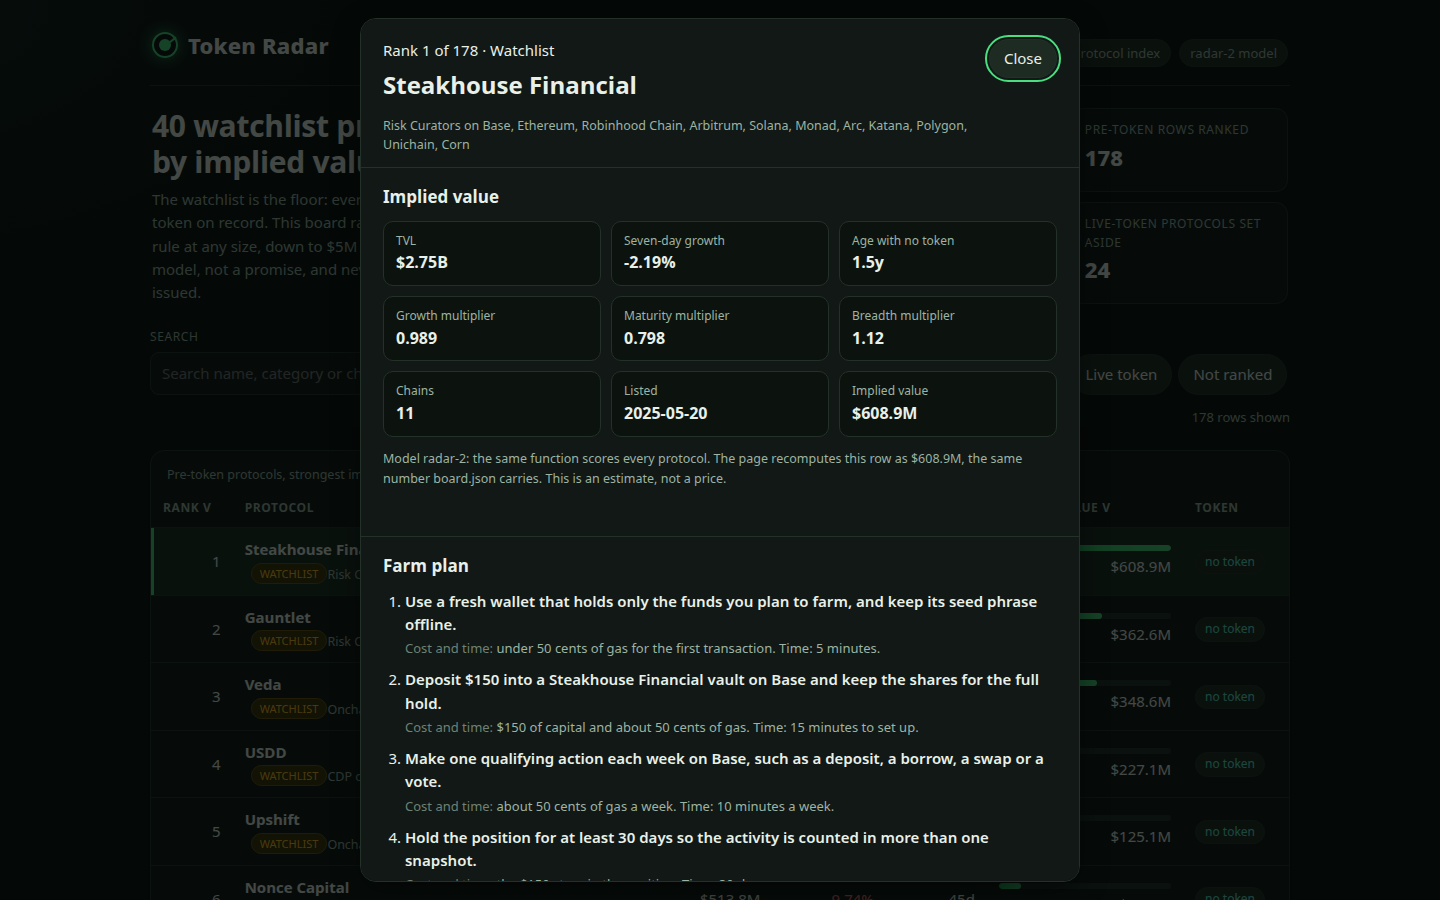 Token Radar
rotocol index
radar-2 model
40 watchlist pr
by implied valu
The watchlist is the floor: ever
token on record. This board ra
rule at any size, down to $5M
model, not a promise, and nev
issued.
PRE-TOKEN ROWS RANKED
178
LIVE-TOKEN PROTOCOLS SET
ASIDE
24
SEARCH
Search name, category or ch
Live token
Not ranked
178 rows shown
Pre-token protocols, strongest im
RANK V
PROTOCOL
UE V
TOKEN
1
Steakhouse Fina
WATCHLIST
Risk C
$608.9M
no token
2
Gauntlet
WATCHLIST
Risk C
$362.6M
no token
3
Veda
WATCHLIST
Oncha
$348.6M
no token
4
USDD
WATCHLIST
CDP
$227.1M
no token
5
Upshift
WATCHLIST
Oncha
$125.1M
no token
6
Nonce Capital
$513.8M
45d
no token
Rank 1 of 178 · Watchlist
Close
Steakhouse Financial
Risk Curators on Base, Ethereum, Robinhood Chain, Arbitrum, Solana, Monad, Arc, Katana, Polygon,
Unichain, Corn
Implied value
TVL
$2.75B
Seven-day growth
-2.19%
Age with no token
1.5y
Growth multiplier
0.989
Maturity multiplier
0.798
Breadth multiplier
1.12
Chains
11
Listed
2025-05-20
Implied value
$608.9M
Model radar-2: the same function scores every protocol. The page recomputes this row as $608.9M, the same
number board.json carries. This is an estimate, not a price.
Farm plan
1. Use a fresh wallet that holds only the funds you plan to farm, and keep its seed phrase
offline.
Cost and time: under 50 cents of gas for the first transaction. Time: 5 minutes.
2. Deposit $150 into a Steakhouse Financial vault on Base and keep the shares for the full
hold.
Cost and time: $150 of capital and about 50 cents of gas. Time: 15 minutes to set up.
3. Make one qualifying action each week on Base, such as a deposit, a borrow, a swap or a
vote.
Cost and time: about 50 cents of gas a week. Time: 10 minutes a week.
4. Hold the position for at least 30 days so the activity is counted in more than one
snapshot.